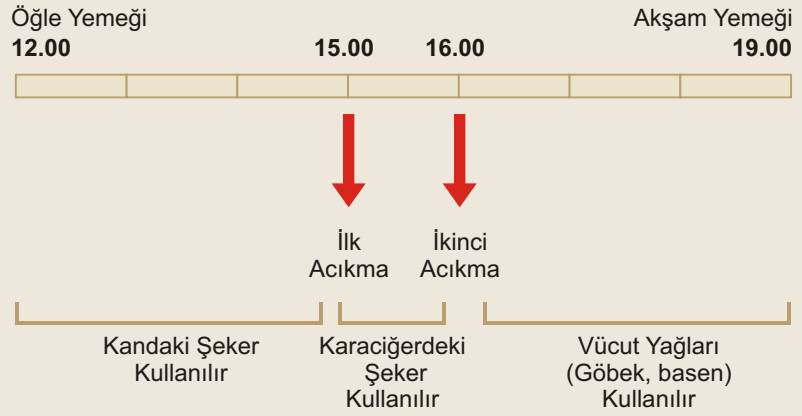 Öğle Yemeği
Akşam Yemeği
12.00
15.00
16.00
19.00
İlk
Acıkma
İkinci
Acıkma
Kandaki Şeker
Kullanılır
Karaciğerdeki
Şeker
Kullanılır
Vücut Yağları
(Göbek, basen)
Kullanılır